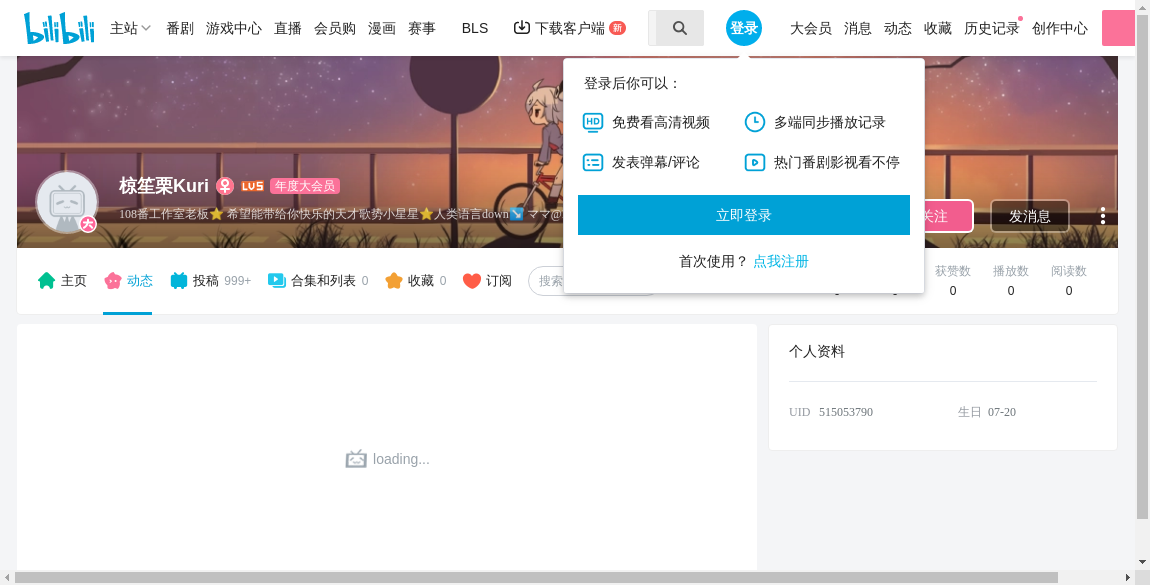 bilibili 主站 番剧 游戏中心 直播 会员购 漫画 赛事 BLS 下载客户端 新 登录 大会员 消息 动态 收藏 历史记录 创作中心
登录后你可以：
HD 免费看高清视频 多端同步播放记录
发表弹幕/评论 热门番剧影视看不停
立即登录
首次使用？ 点我注册
椋笙栗Kuri LV5 年度大会员
大 108番工作室老板⭐ 希望能带给你快乐的天才歌势小星星⭐人类语言down↘ ママ@
关注 发消息
主页 动态 投稿 999+ 合集和列表 0 收藏 0 订阅 搜索
获赞数 播放数 阅读数
0 0 0
loading...
个人资料
UID 515053790 生日 07-20